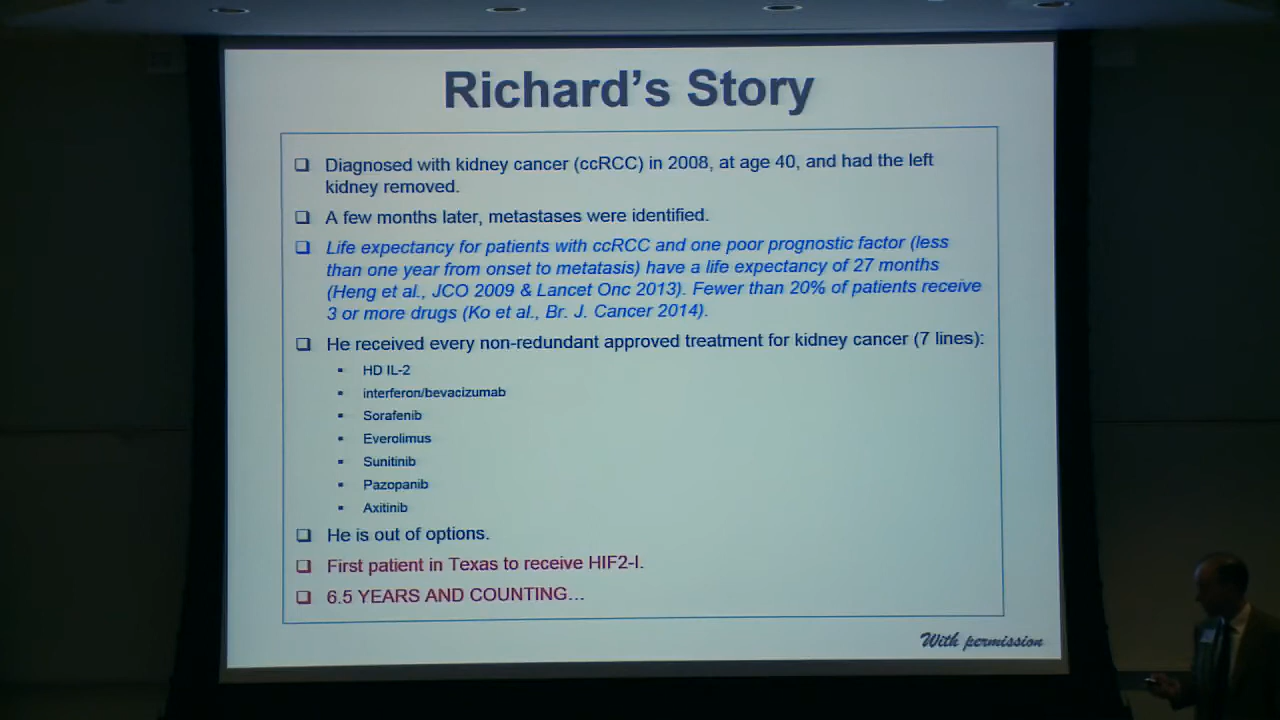 Richard's Story
❑ Diagnosed with kidney cancer (ccRCC) in 2008, at age 40, and had the left
kidney removed.
❑ A few months later, metastases were identified.
❑ Life expectancy for patients with ccRCC and one poor prognostic factor (less
than one year from onset to metatasis) have a life expectancy of 27 months
(Heng et al., JCO 2009 & Lancet Onc 2013). Fewer than 20% of patients receive
3 or more drugs (Ko et al., Br. J. Cancer 2014).
❑ He received every non-redundant approved treatment for kidney cancer (7 lines):
▪ HD IL-2
▪ interferon/bevacizumab
▪ Sorafenib
▪ Everolimus
▪ Sunitinib
▪ Pazopanib
▪ Axitinib
❑ He is out of options.
❑ First patient in Texas to receive HIF2-I.
❑ 6.5 YEARS AND COUNTING...
With permission